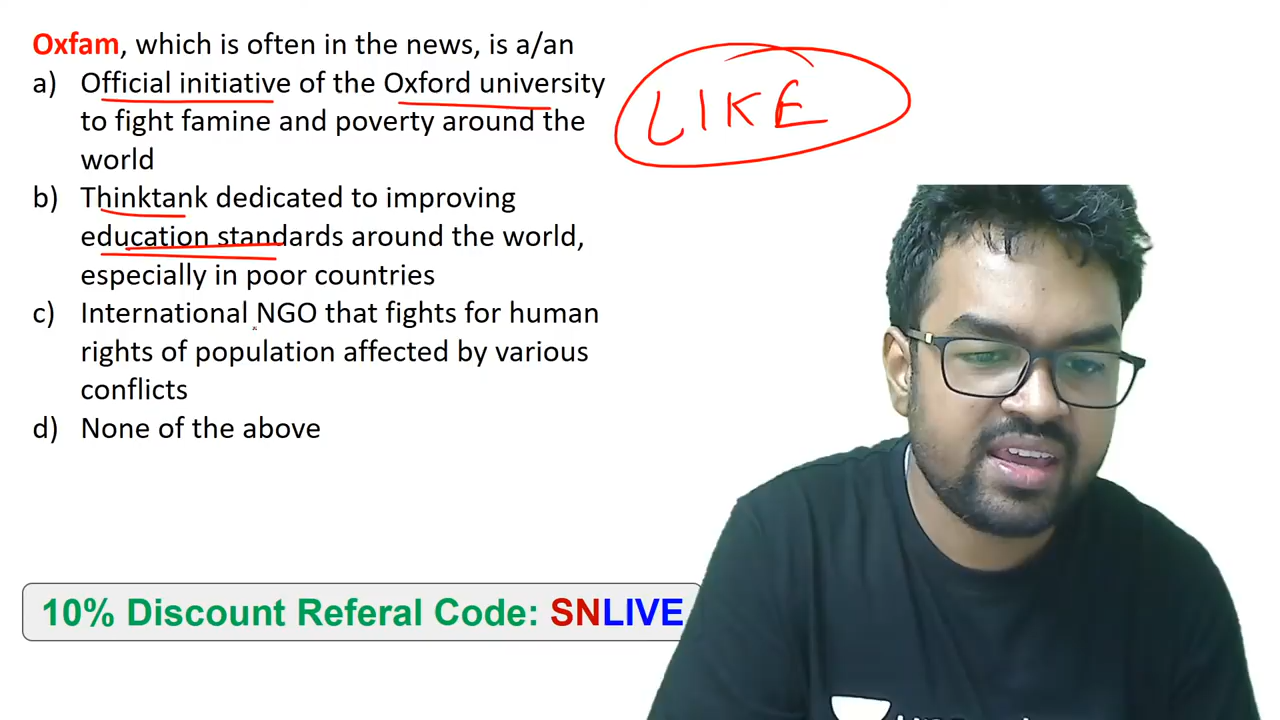 Oxfam, which is often in the news, is a/an
a) Official initiative of the Oxford university
to fight famine and poverty around the
world
LIKE
b) Thinktank dedicated to improving
education standards around the world,
especially in poor countries
c) International NGO that fights for human
rights of population affected by various
conflicts
d) None of the above
10% Discount Referal Code: SNLIVE